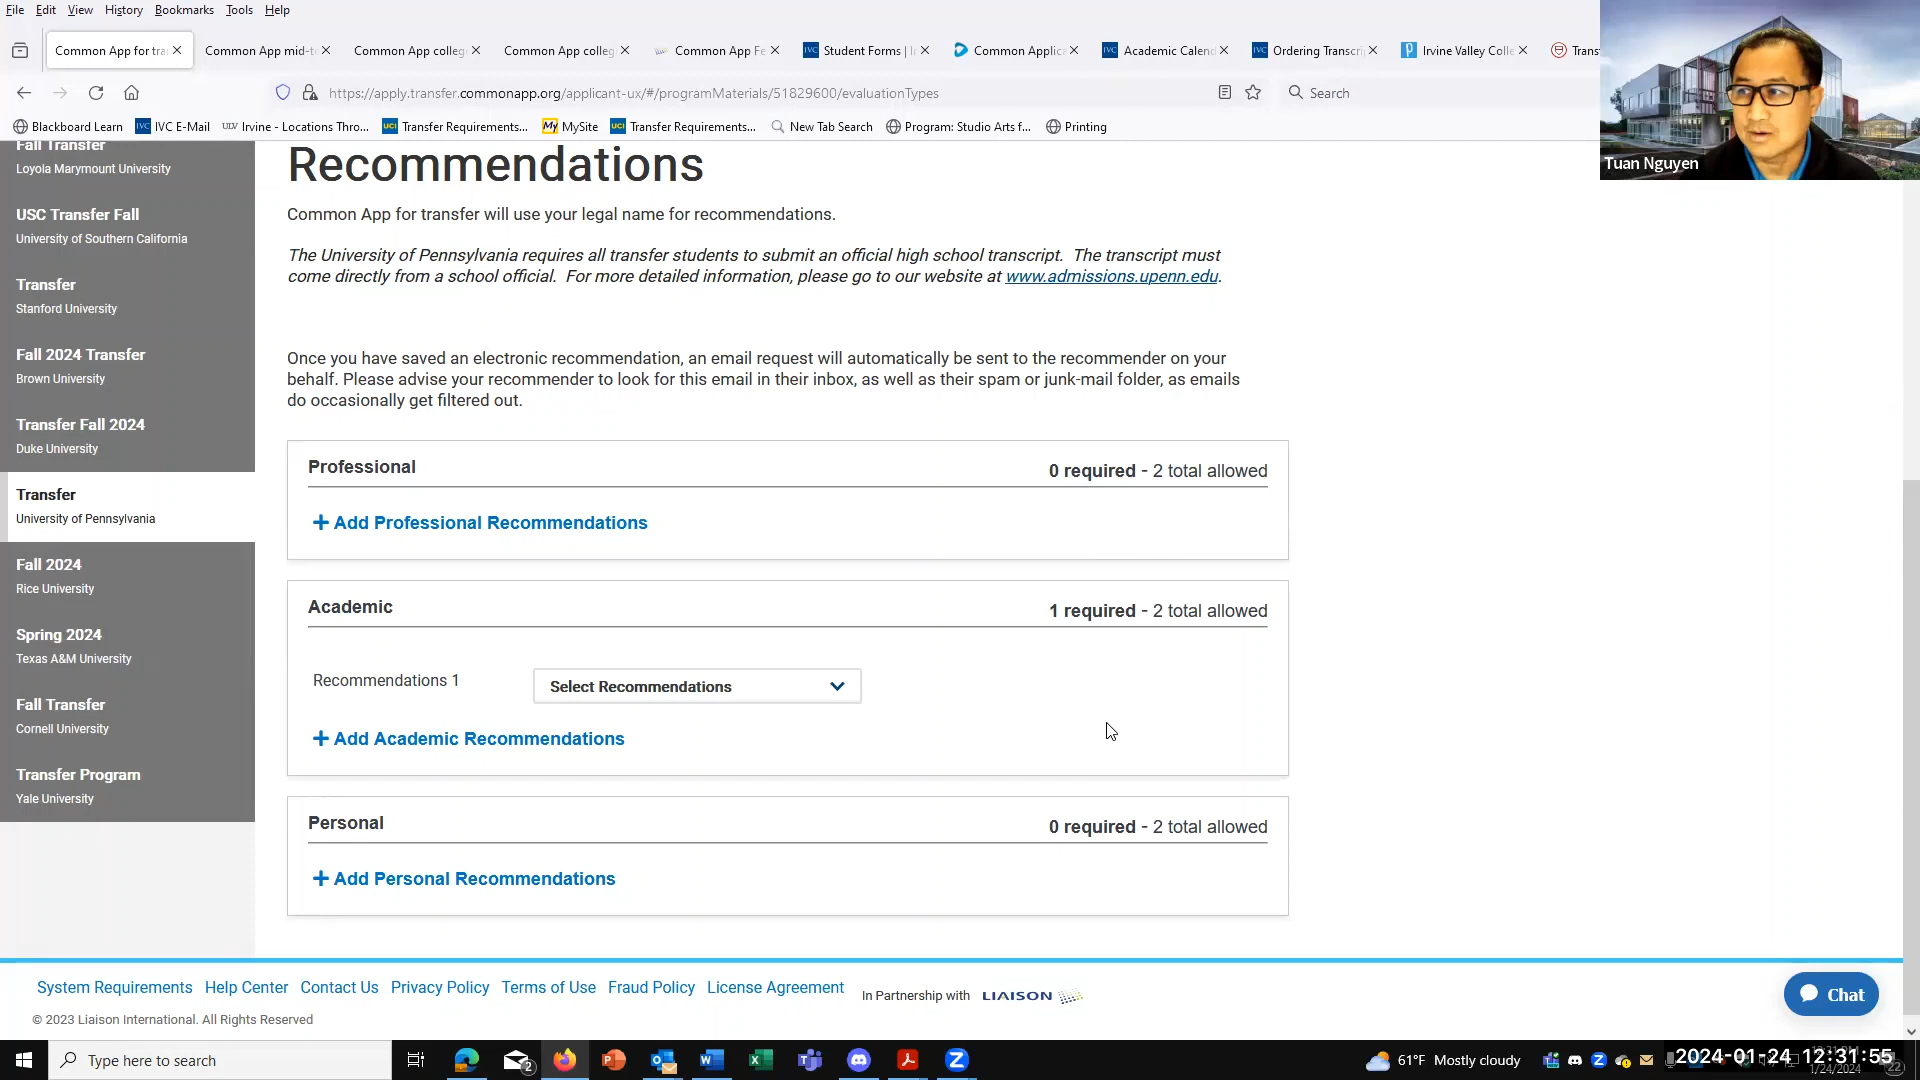 File Edit View History Bookmarks Tools Help
Common App for tra
Common App mid-t
Common App colleg
Common App colleg
Common App Fe
IVC Student Forms | I
Common Applica
IVC Academic Calend
IVC Ordering Transcri
Irvine Valley Colle
Trans
https://apply.transfer.commonapp.org/applicant-ux/#/programMaterials/51829600/evaluationTypes
Search
Blackboard Learn
IVC IVC E-Mail
ULV Irvine - Locations Thro...
UCI Transfer Requirements...
My MySite
UCI Transfer Requirements...
New Tab Search
Program: Studio Arts f...
Printing
Tuan Nguyen
Fall Transfer
Loyola Marymount University
USC Transfer Fall
University of Southern California
Transfer
Stanford University
Fall 2024 Transfer
Brown University
Transfer Fall 2024
Duke University
Transfer
University of Pennsylvania
Fall 2024
Rice University
Spring 2024
Texas A&M University
Fall Transfer
Cornell University
Transfer Program
Yale University
Recommendations
Common App for transfer will use your legal name for recommendations.
The University of Pennsylvania requires all transfer students to submit an official high school transcript. The transcript must
come directly from a school official. For more detailed information, please go to our website at www.admissions.upenn.edu.
Once you have saved an electronic recommendation, an email request will automatically be sent to the recommender on your
behalf. Please advise your recommender to look for this email in their inbox, as well as their spam or junk-mail folder, as emails
do occasionally get filtered out.
Professional
0 required - 2 total allowed
+ Add Professional Recommendations
Academic
1 required - 2 total allowed
Recommendations 1
Select Recommendations
+ Add Academic Recommendations
Personal
0 required - 2 total allowed
+ Add Personal Recommendations
System Requirements Help Center Contact Us Privacy Policy Terms of Use Fraud Policy License Agreement In Partnership with LIAISON
© 2023 Liaison International. All Rights Reserved
Chat
Type here to search
2
61°F Mostly cloudy
2024-01-24 12:31:55
1/24/2024
22